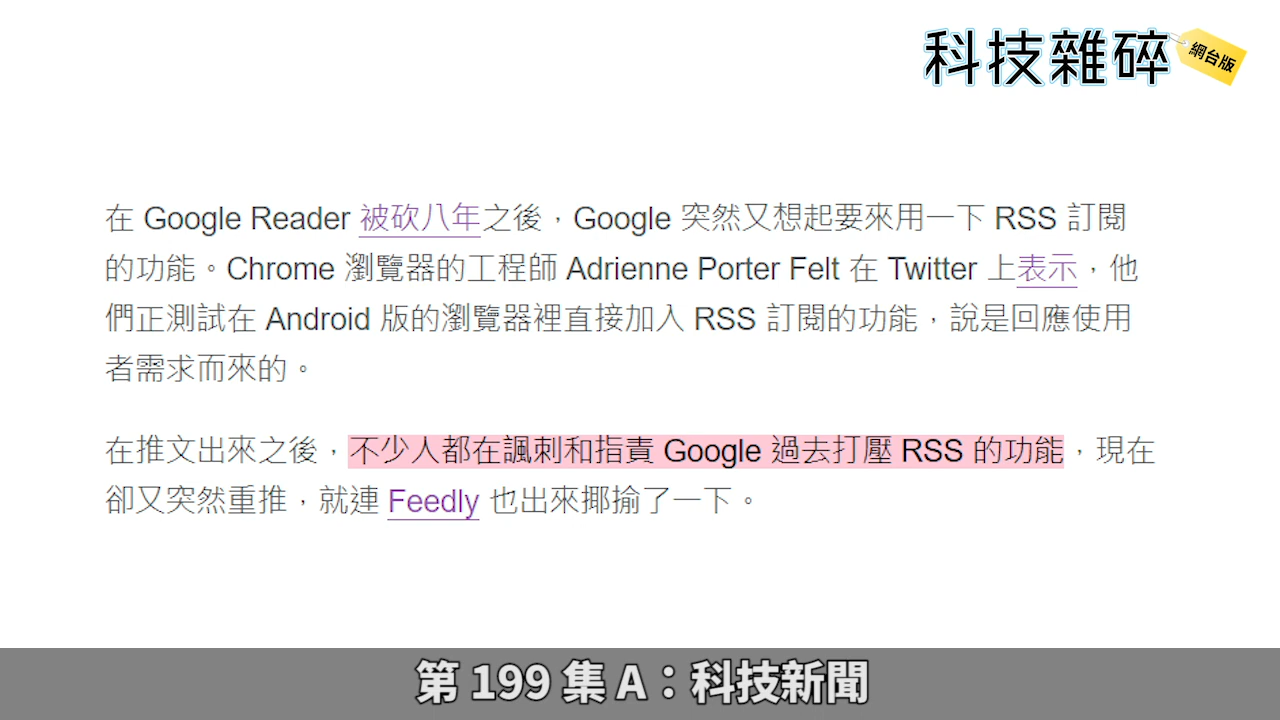 科技雜碎
網台版
在 Google Reader 被砍八年之後，Google 突然又想起要來用一下 RSS 訂閱
的功能。Chrome 瀏覽器的工程師 Adrienne Porter Felt 在 Twitter 上表示，他
們正測試在 Android 版的瀏覽器裡直接加入 RSS 訂閱的功能，說是回應使用
者需求而來的。
在推文出來之後，不少人都在諷刺和指責 Google 過去打壓 RSS 的功能，現在
卻又突然重推，就連 Feedly 也出來揶揄了一下。
第 199 集 A：科技新聞